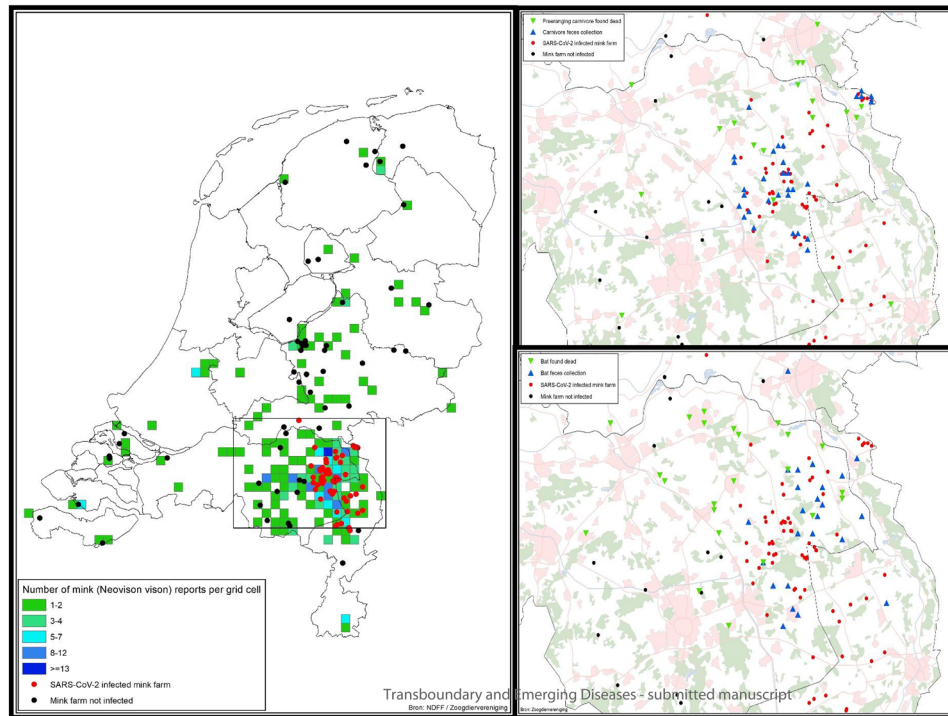 Number of mink (Neovison vison) reports per grid cell
1-2
3-4
5-7
8-12
>=13
SARS-CoV-2 infected mink farm
Mink farm not infected
Bron: NDFF / Zoogdiervereniging
Freeranging carnivore found dead
Carnivore feces collection
SARS-CoV-2 infected mink farm
Mink farm not infected
Bat found dead
Bat feces collection
SARS-CoV-2 infected mink farm
Mink farm not infected
Bron: Zoogdiervereniging
Transboundary and Emerging Diseases - submitted manuscript